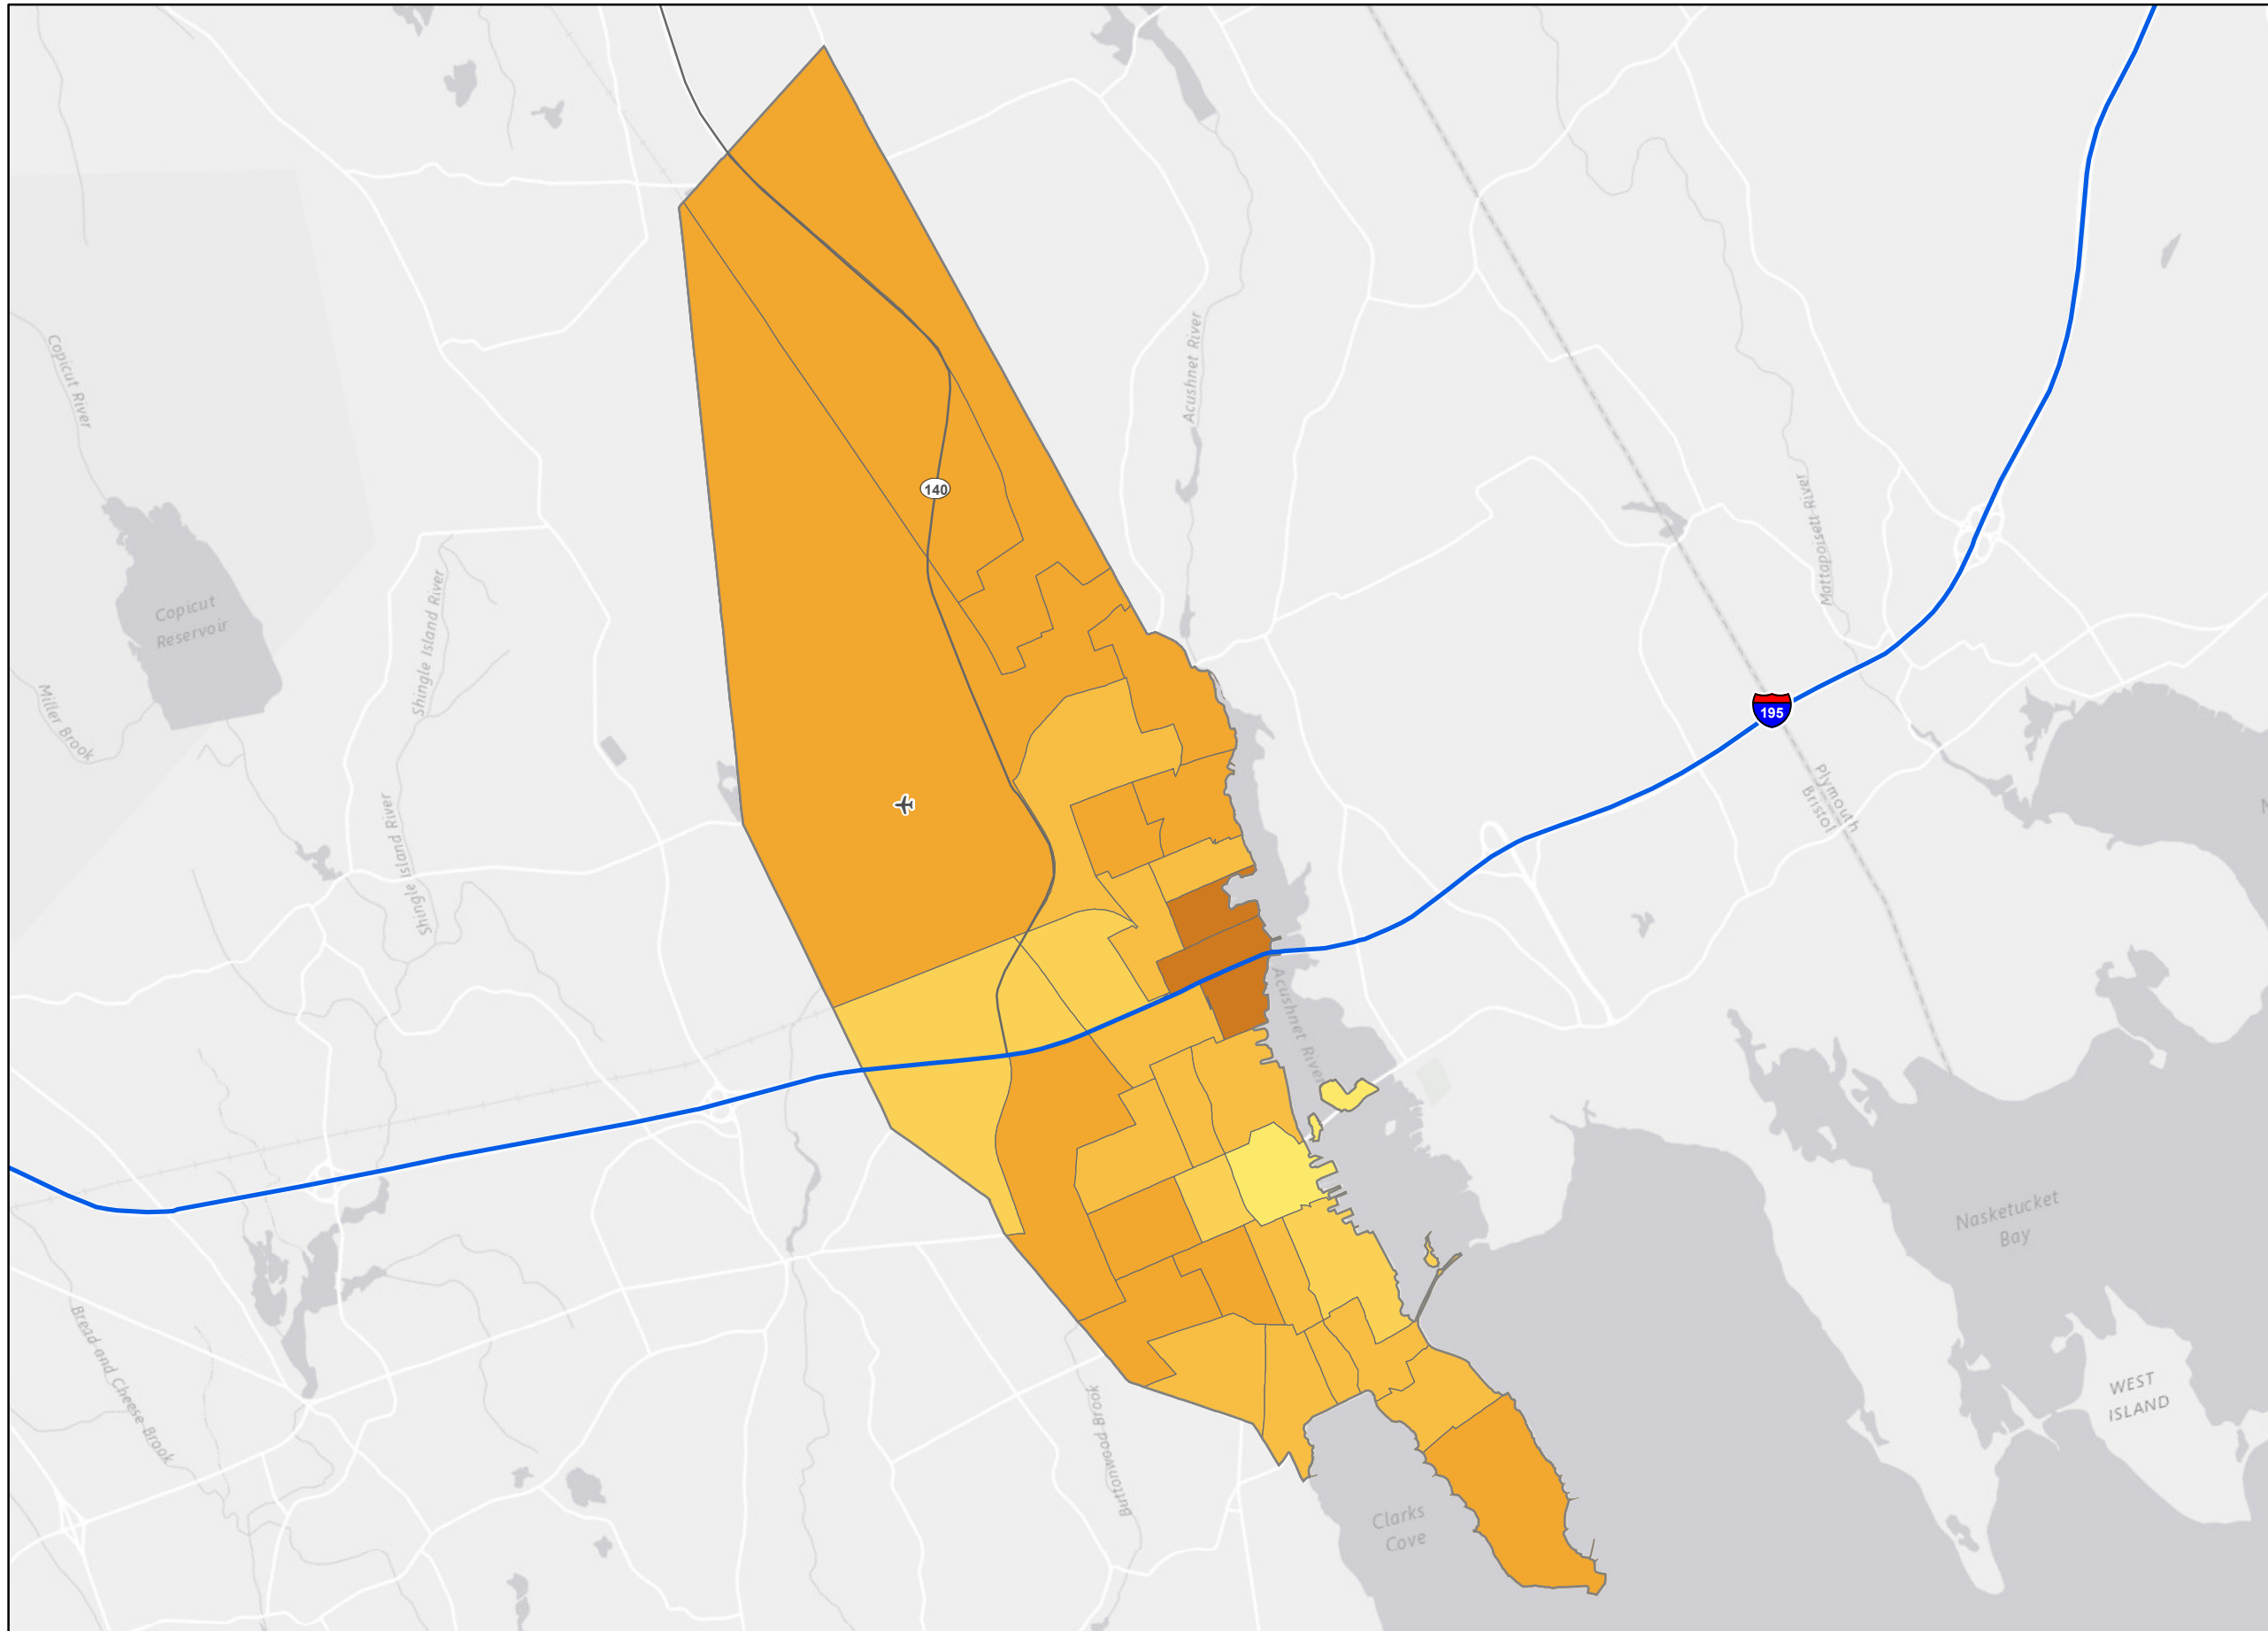 Copicut River
Acushnet River
140
Mattapoisett River
Copicut
Reservoir
Shingle Island River
Miller Brook
195
Plymouth
Bristol
Shingle Island River
Acushnet River
Nasketucket
Bay
Bread and Cheese Brook
Buttonwood Brook
WEST
ISLAND
Clarks
Cove